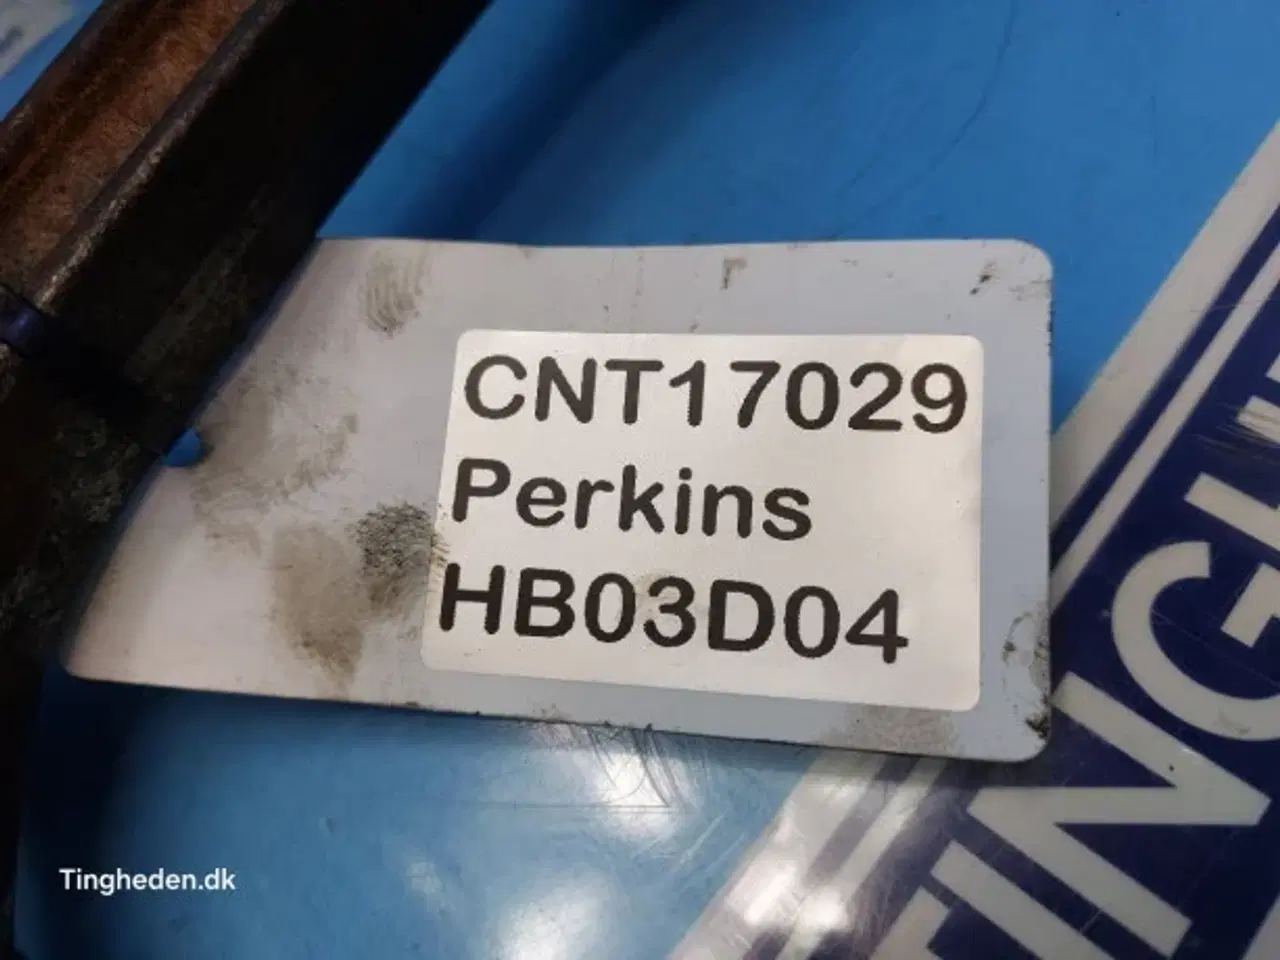 CNT17029
Perkins
HB03D04
Tingheden.dk